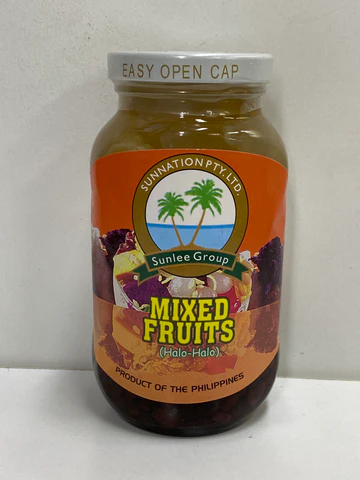 EASY OPEN CAP
SUNNATION PTY. LTD.
Sunlee Group
MIXED
FRUITS
(Halo-Halo)
PRODUCT OF THE PHILIPPINES